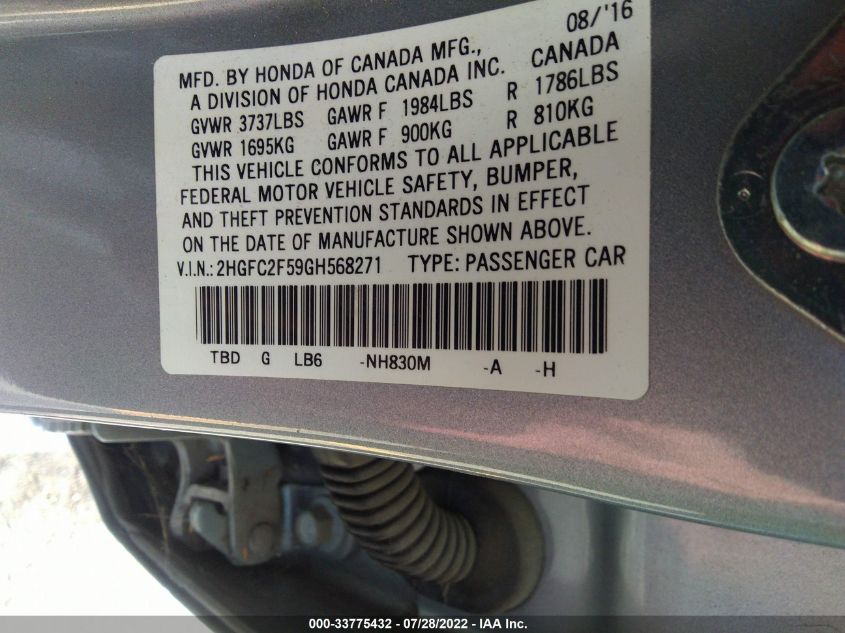 08/'16
MFD. BY HONDA OF CANADA MFG.,
A DIVISION OF HONDA CANADA INC. CANADA
GVWR 3737LBS GAWR F 1984LBS R 1786LBS
GVWR 1695KG GAWR F 900KG R 810KG
THIS VEHICLE CONFORMS TO ALL APPLICABLE
FEDERAL MOTOR VEHICLE SAFETY, BUMPER,
AND THEFT PREVENTION STANDARDS IN EFFECT
ON THE DATE OF MANUFACTURE SHOWN ABOVE.
V.I.N.: 2HGFC2F59GH568271 TYPE: PASSENGER CAR
TBD G LB6 -NH830M -A -H
000-33775432 - 07/28/2022 - IAA Inc.